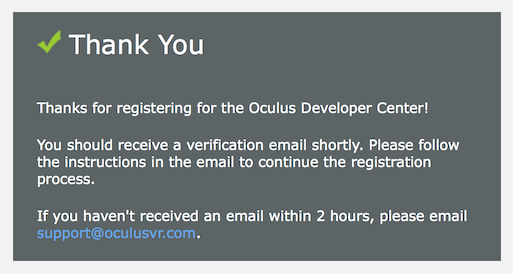 Thank You
Thanks for registering for the Oculus Developer Center!
You should receive a verification email shortly. Please follow
the instructions in the email to continue the registration
process.
If you haven't received an email within 2 hours, please email
support@oculusvr.com.